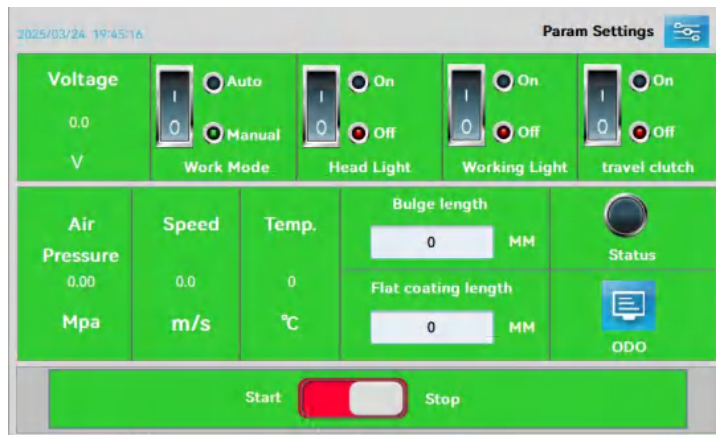 2025/03/24 19:45:16
Param Settings
Voltage
0.0
V
Auto
Manual
Work Mode
On
Off
Head Light
On
Off
Working Light
On
Off
travel clutch
Air
Pressure
0.00
Mpa
Speed
0.0
m/s
Temp.
0
℃
Bulge length
0 MM
Flat coating length
0 MM
Status
ODO
Start Stop